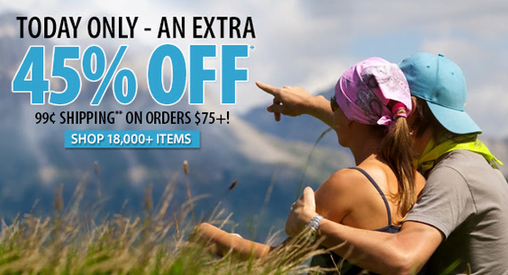 TODAY ONLY - AN EXTRA
45% OFF*
99¢ SHIPPING** ON ORDERS $75+!
SHOP 18,000+ ITEMS